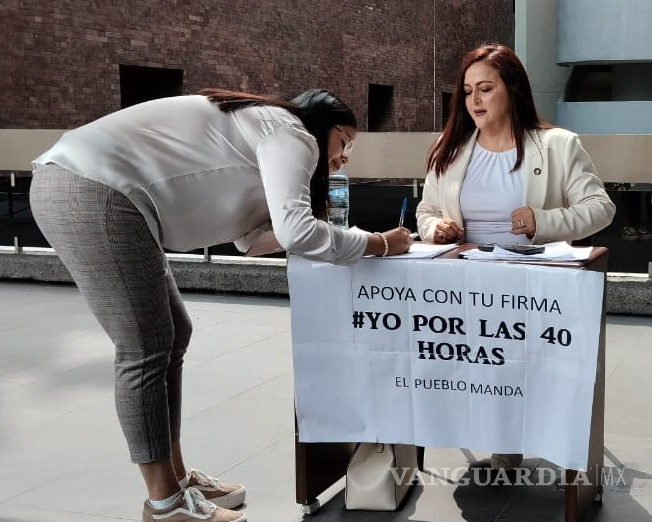 APOYA CON TU FIRMA
#YO POR LAS 40
HORAS
EL PUEBLO MANDA
VANGUARDIA|MX